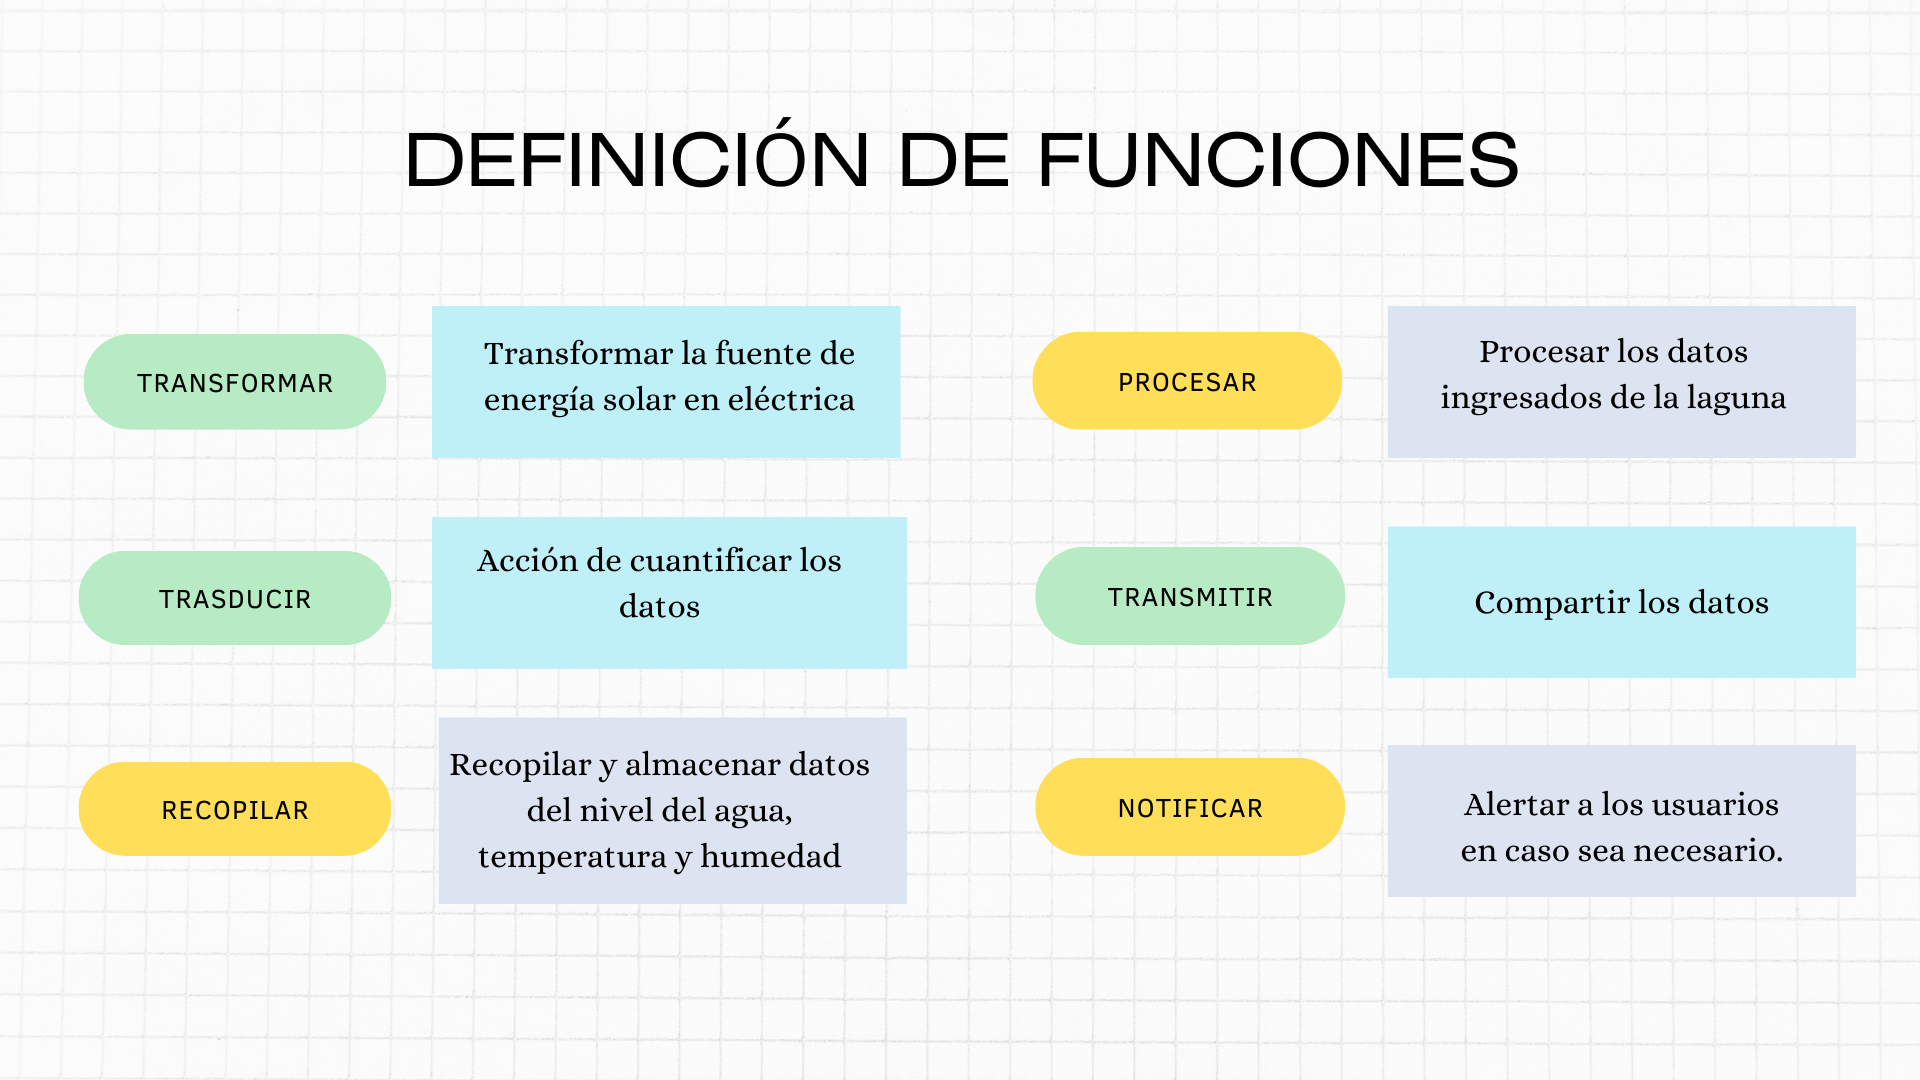 DEFINICIÓN DE FUNCIONES
TRANSFORMAR
Transformar la fuente de
energía solar en eléctrica
TRASDUCIR
Acción de cuantificar los
datos
RECOPILAR
Recopilar y almacenar datos
del nivel del agua,
temperatura y humedad
PROCESAR
Procesar los datos
ingresados de la laguna
TRANSMITIR
Compartir los datos
NOTIFICAR
Alertar a los usuarios
en caso sea necesario.